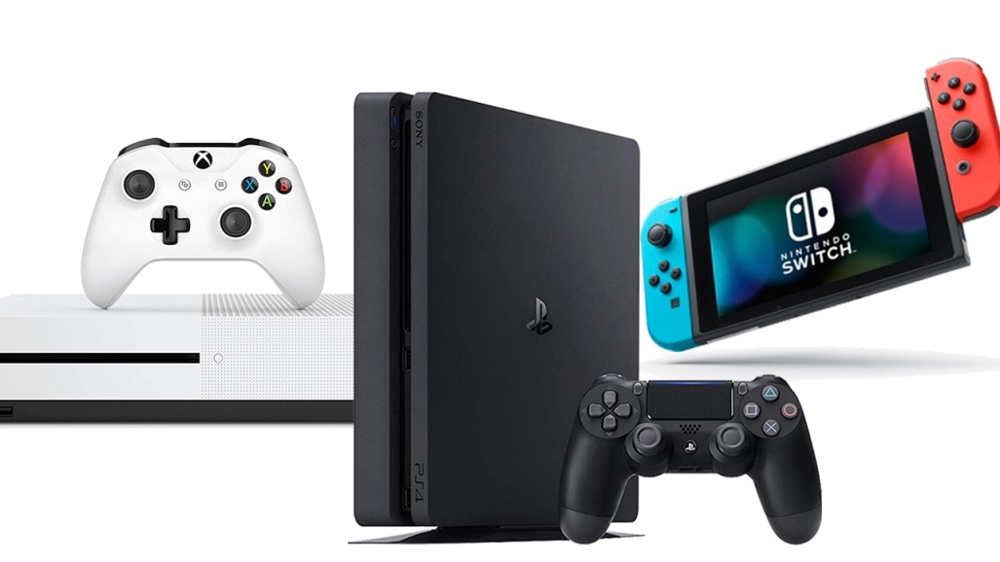 Y
X
B
A
SONY
PS4
NINTENDO
SWITCH